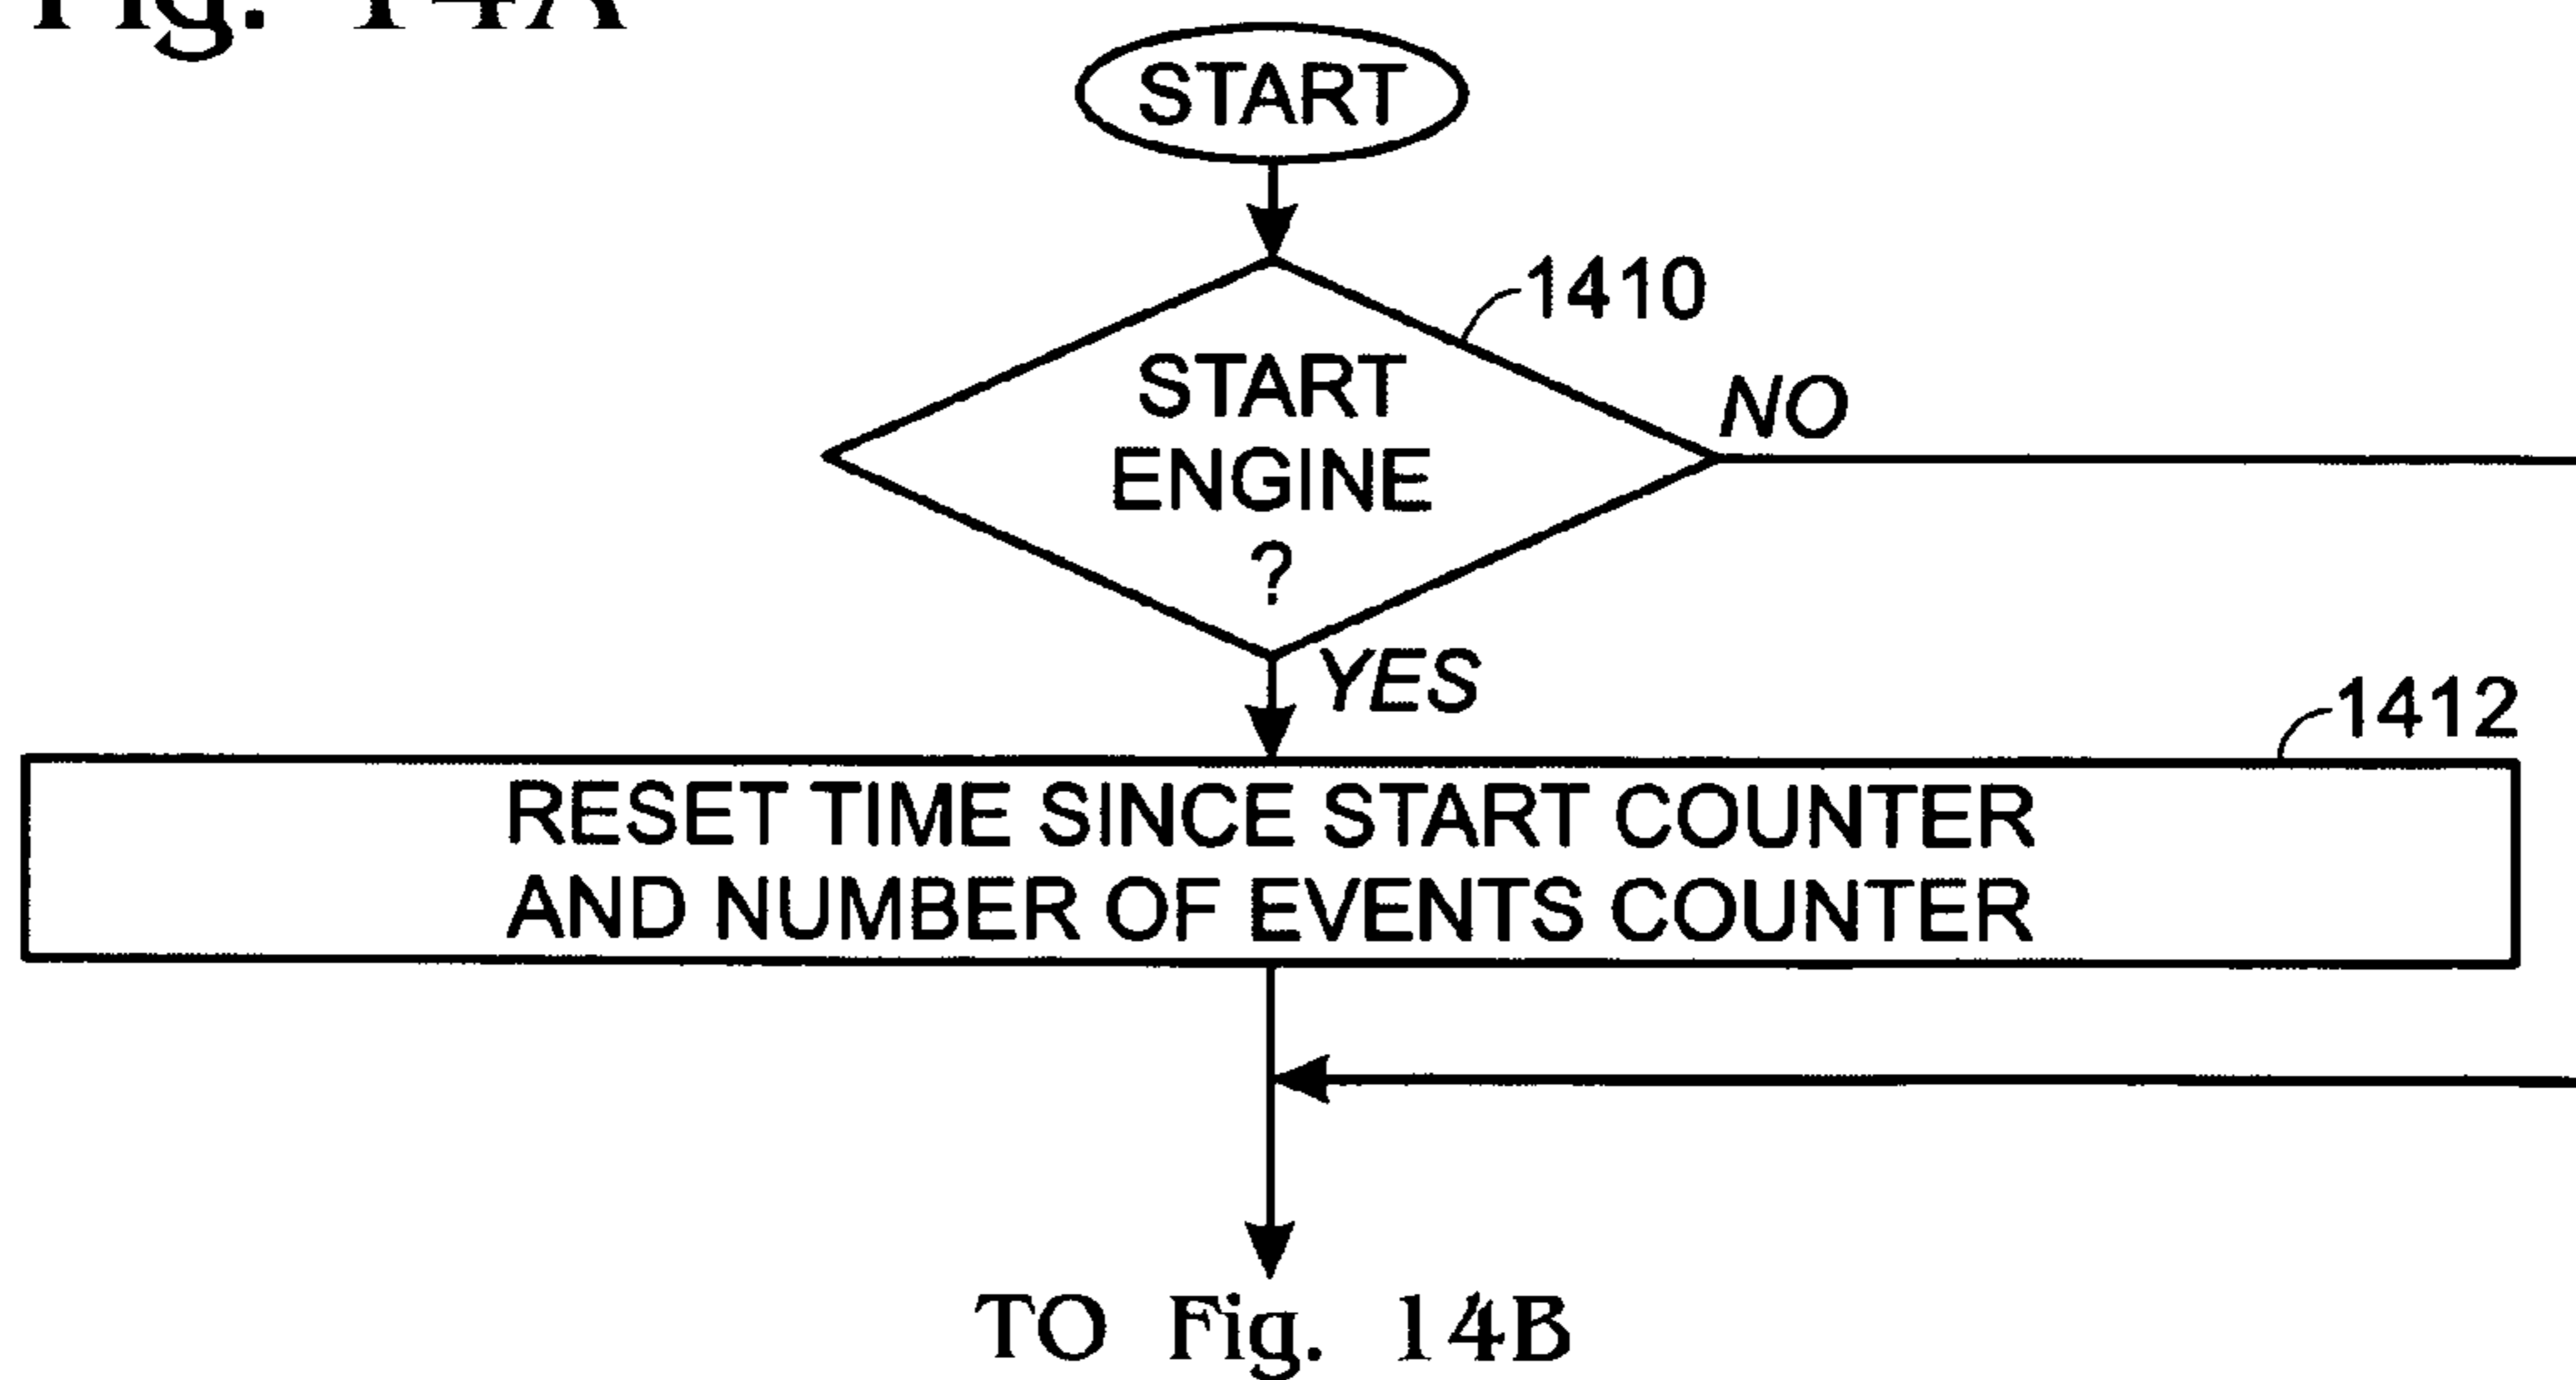 Fig. 14A
START
1410
START
ENGINE
?
NO
YES
1412
RESET TIME SINCE START COUNTER
AND NUMBER OF EVENTS COUNTER
TO Fig. 14B